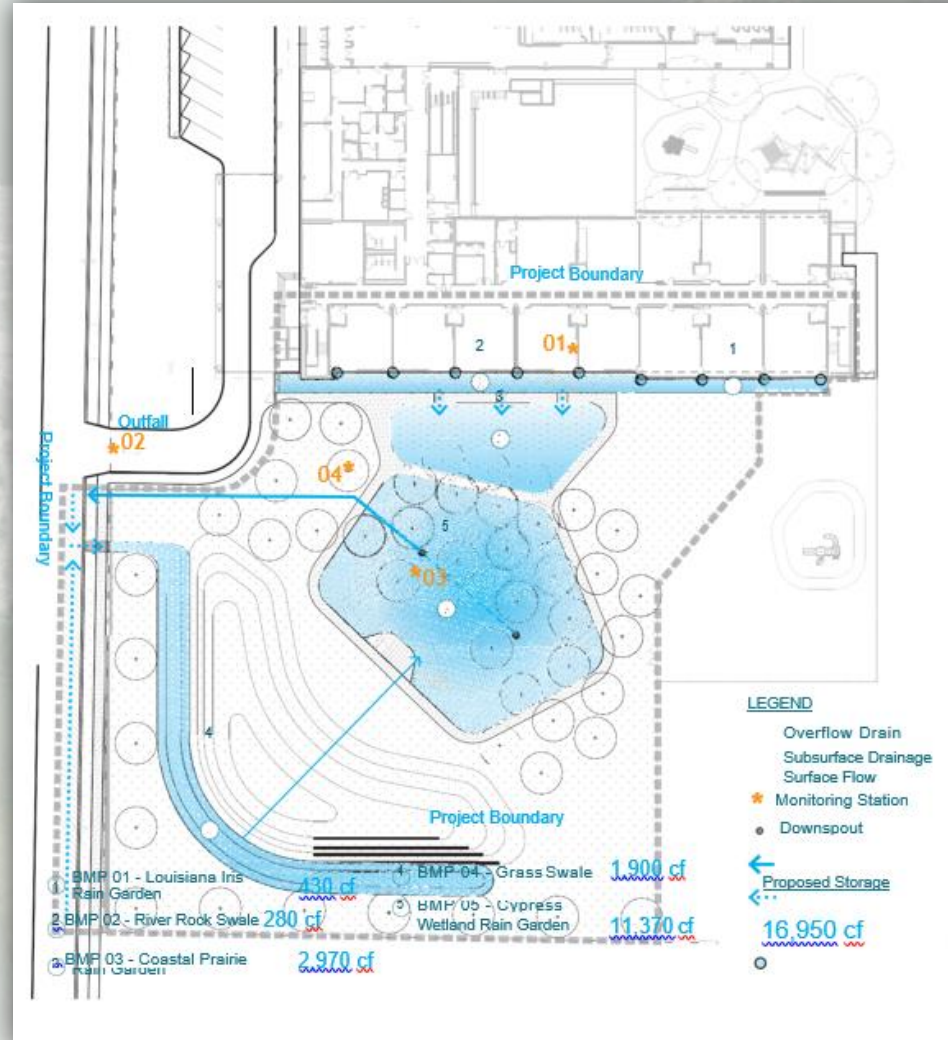 Project Boundary
2
01*
1
3
Outfall
*02
04*
Project Boundary
5
*03
4
LEGEND
Overflow Drain
Subsurface Drainage
Surface Flow
* Monitoring Station
Downspout
Project Boundary
1 BMP 01 - Louisiana Iris
Rain Garden
430 cf
2 BMP 02 - River Rock Swale 280 cf
3 BMP 03 - Coastal Prairie
Rain Garden
2,970 cf
4 BMP 04 - Grass Swale
1,900 cf
5 BMP 05 - Cypress
Wetland Rain Garden
11,370 cf
Proposed Storage
16,950 cf